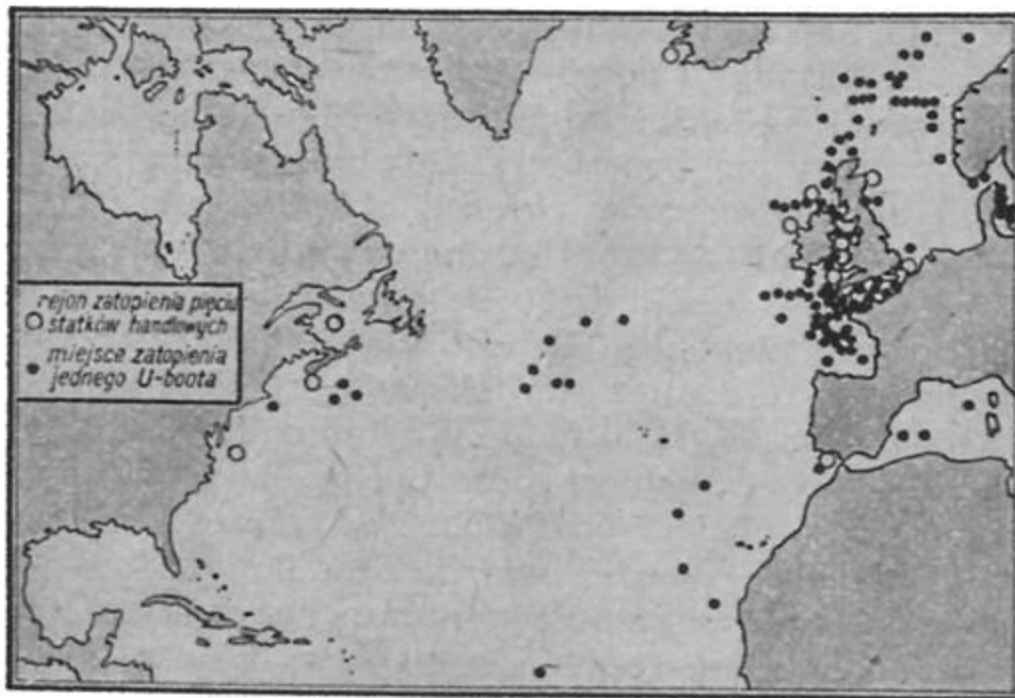 rejon zatopienia pięciu
statków handlowych
miejsce zatopienia
jednego U-boota